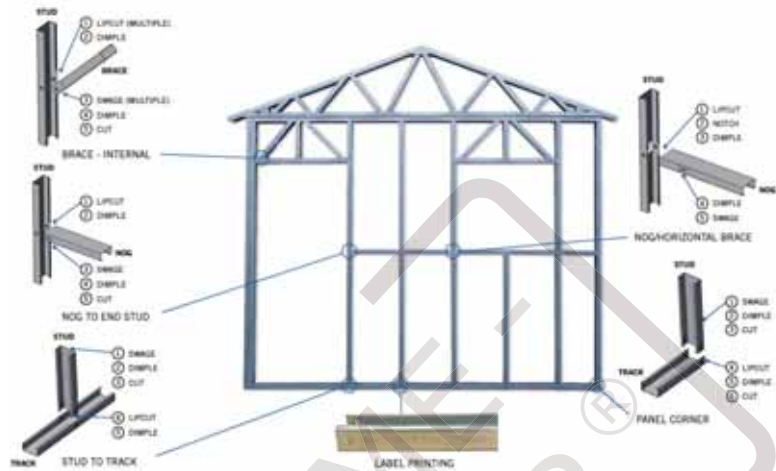 STUD
1 LIPCUT (MULTIPLE)
2 DIMPLE
BRACE
3 SWAGE (MULTIPLE)
4 DIMPLE
5 CUT
BRACE - INTERNAL
STUD
1 LIPCUT
2 DIMPLE
NOG
3 SWAGE
4 DIMPLE
5 CUT
NOG TO END STUD
STUD
1 SWAGE
2 DIMPLE
3 CUT
4 LIPCUT
5 DIMPLE
TRACK
STUD TO TRACK
LABEL PRINTING
STUD
1 LIPCUT
2 NOTCH
3 DIMPLE
NOG
4 DIMPLE
5 SWAGE
NOG/HORIZONTAL BRACE
STUD
1 SWAGE
2 DIMPLE
3 CUT
TRACK
4 LIPCUT
5 DIMPLE
6 CUT
PANEL CORNER
®